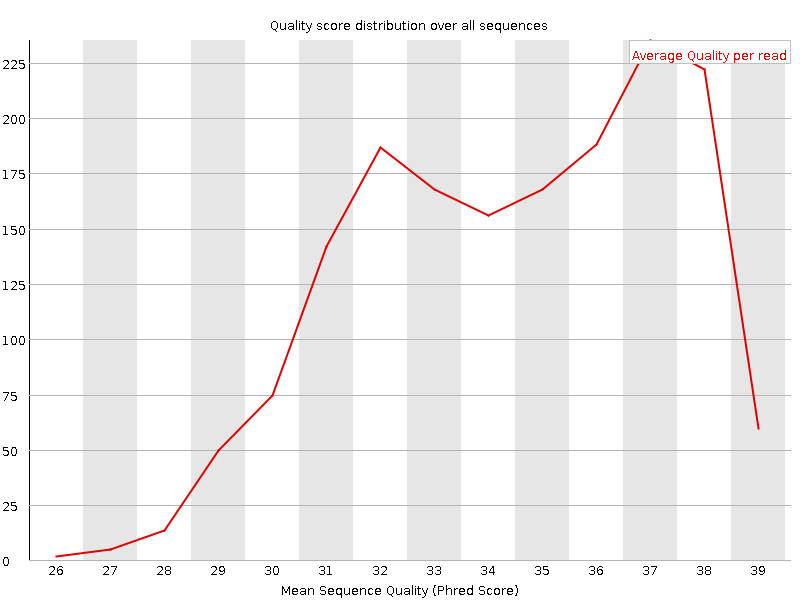 Quality score distribution over all sequences
Average Quality per read
225
200
175
150
125
100
75
50
25
0
26 27 28 29 30 31 32 33 34 35 36 37 38 39
Mean Sequence Quality (Phred Score)